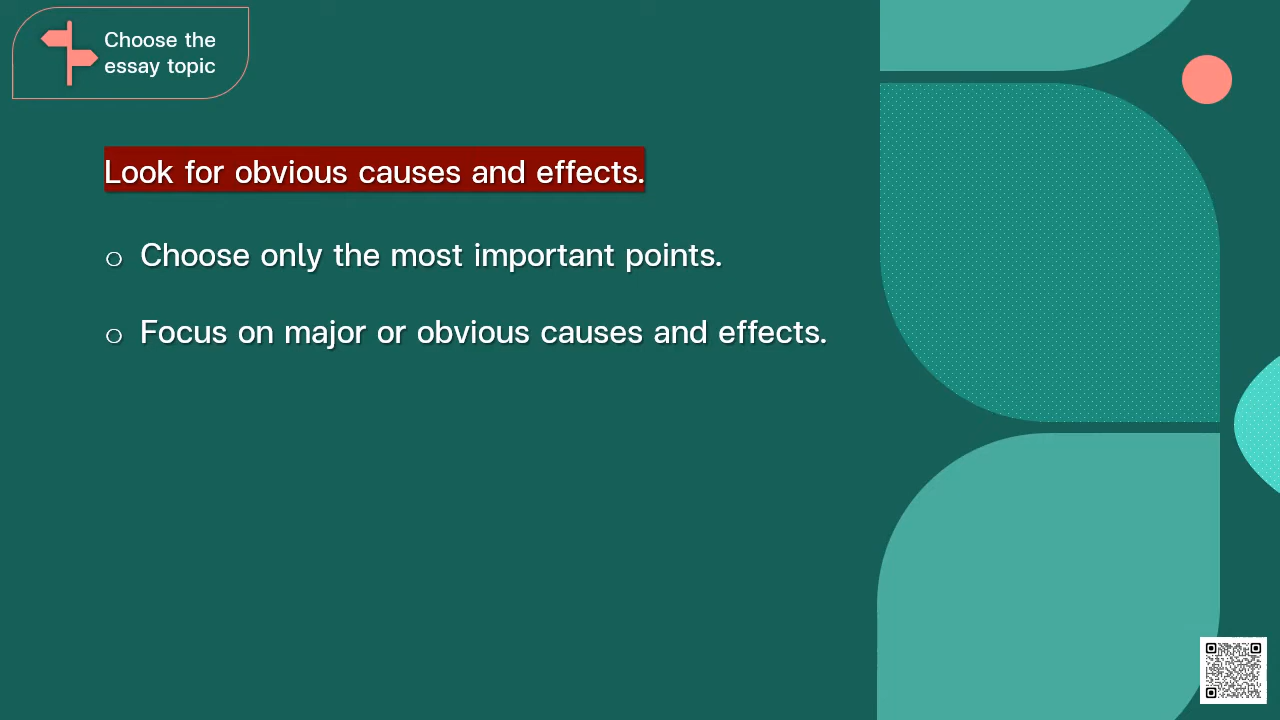 Choose the
essay topic
Look for obvious causes and effects.
○ Choose only the most important points.
○ Focus on major or obvious causes and effects.